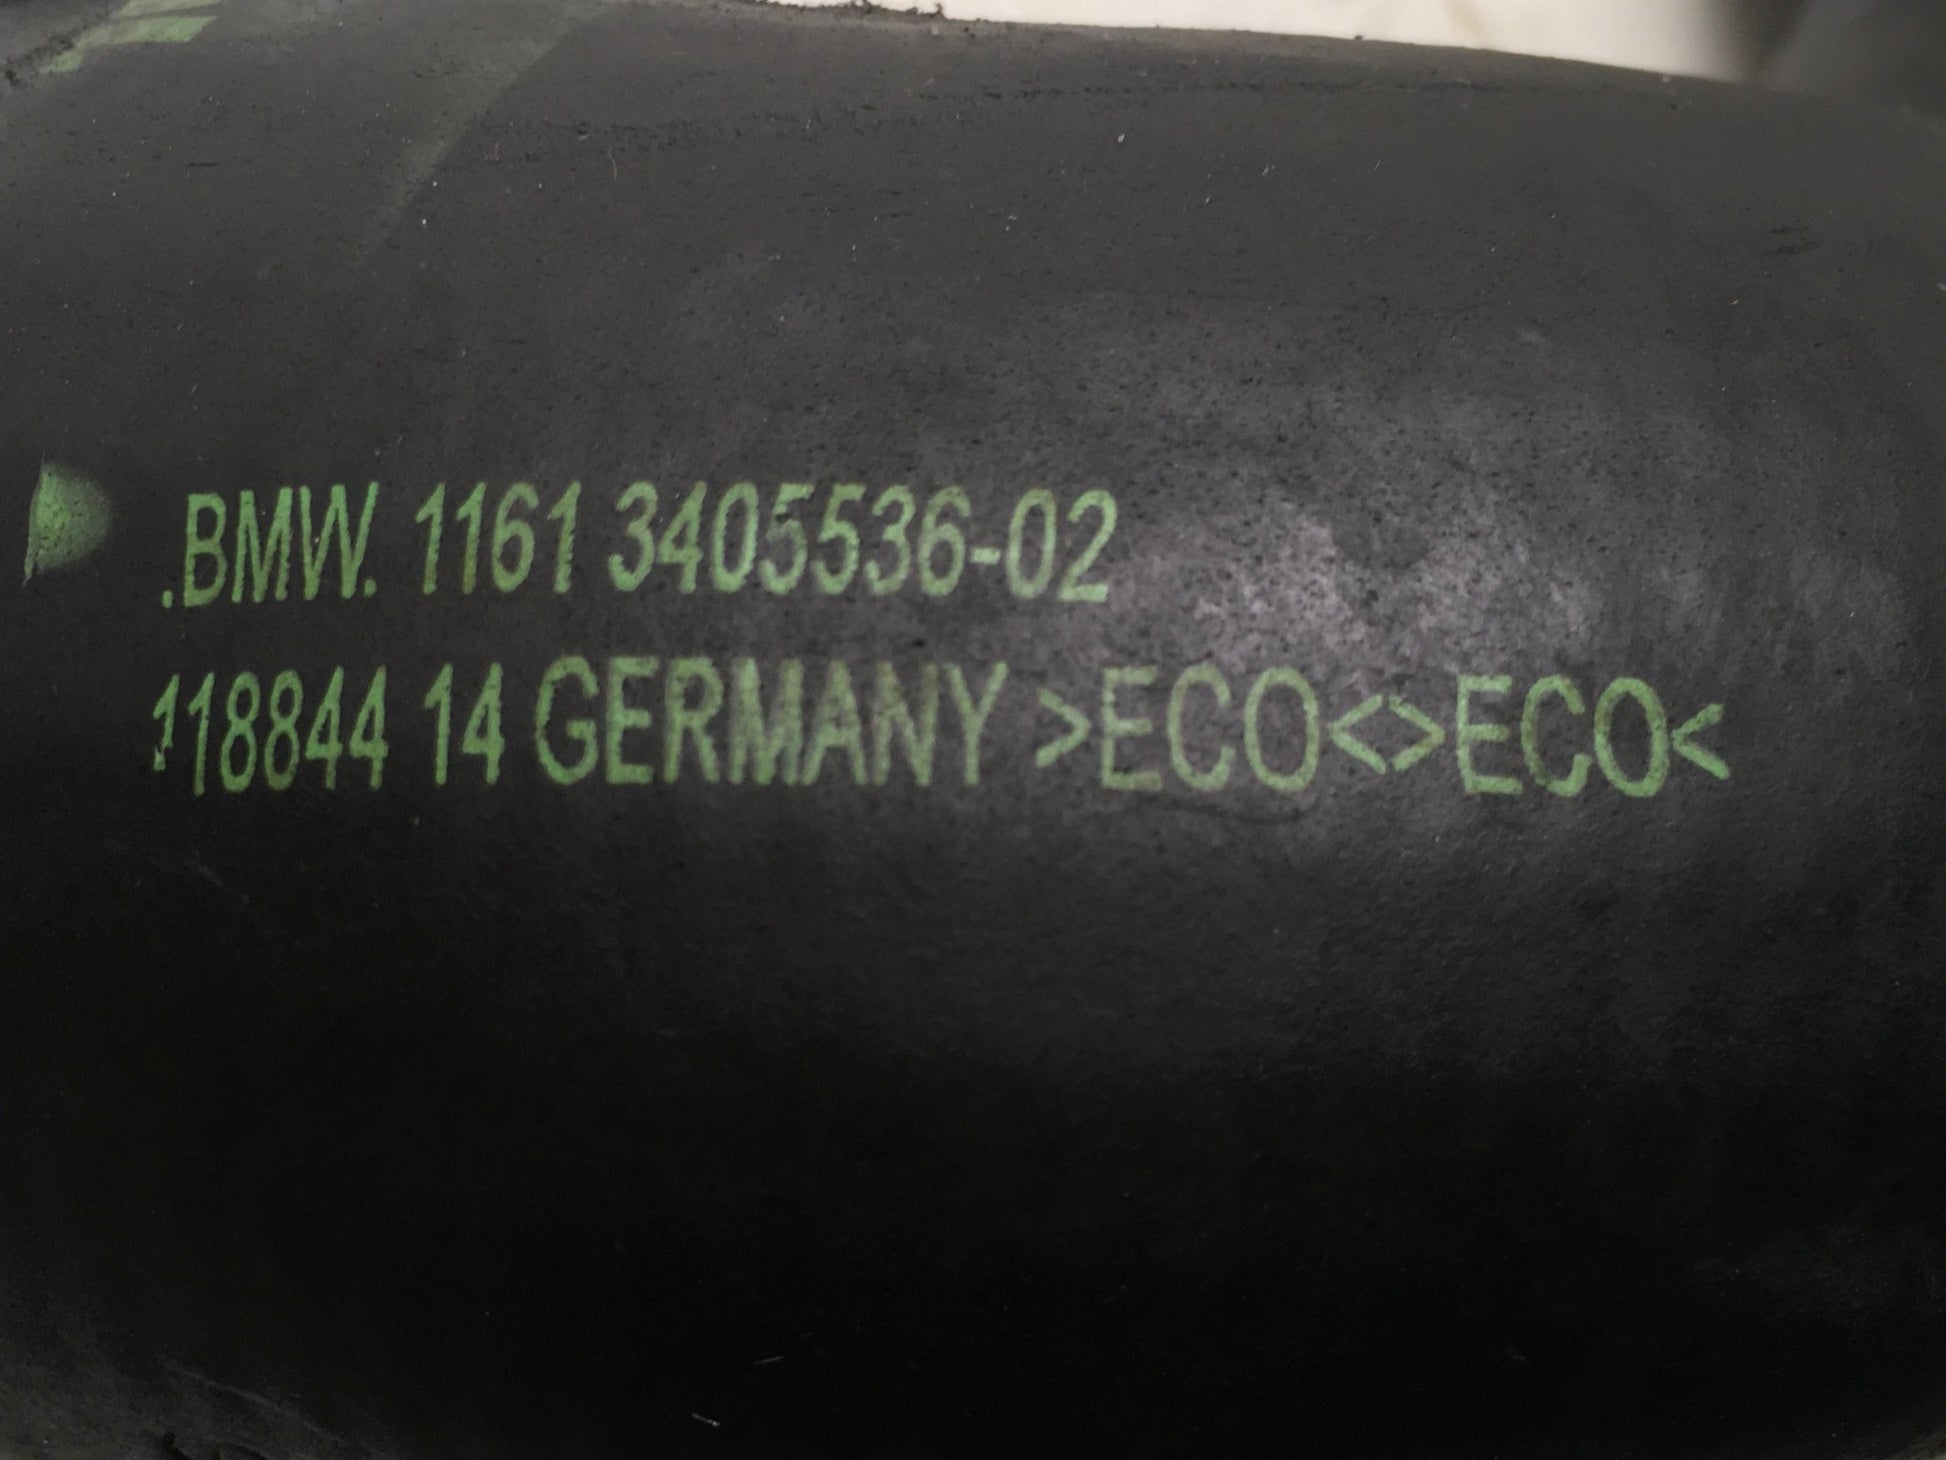 .BMW. 1161 3405536-02
118844 14 GERMANY >ECO<>ECO<